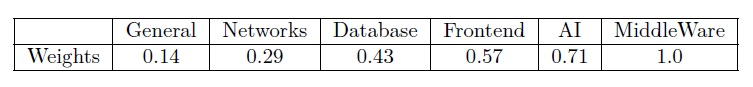 General Networks Database Frontend AI MiddleWare
Weights 0.14 0.29 0.43 0.57 0.71 1.0